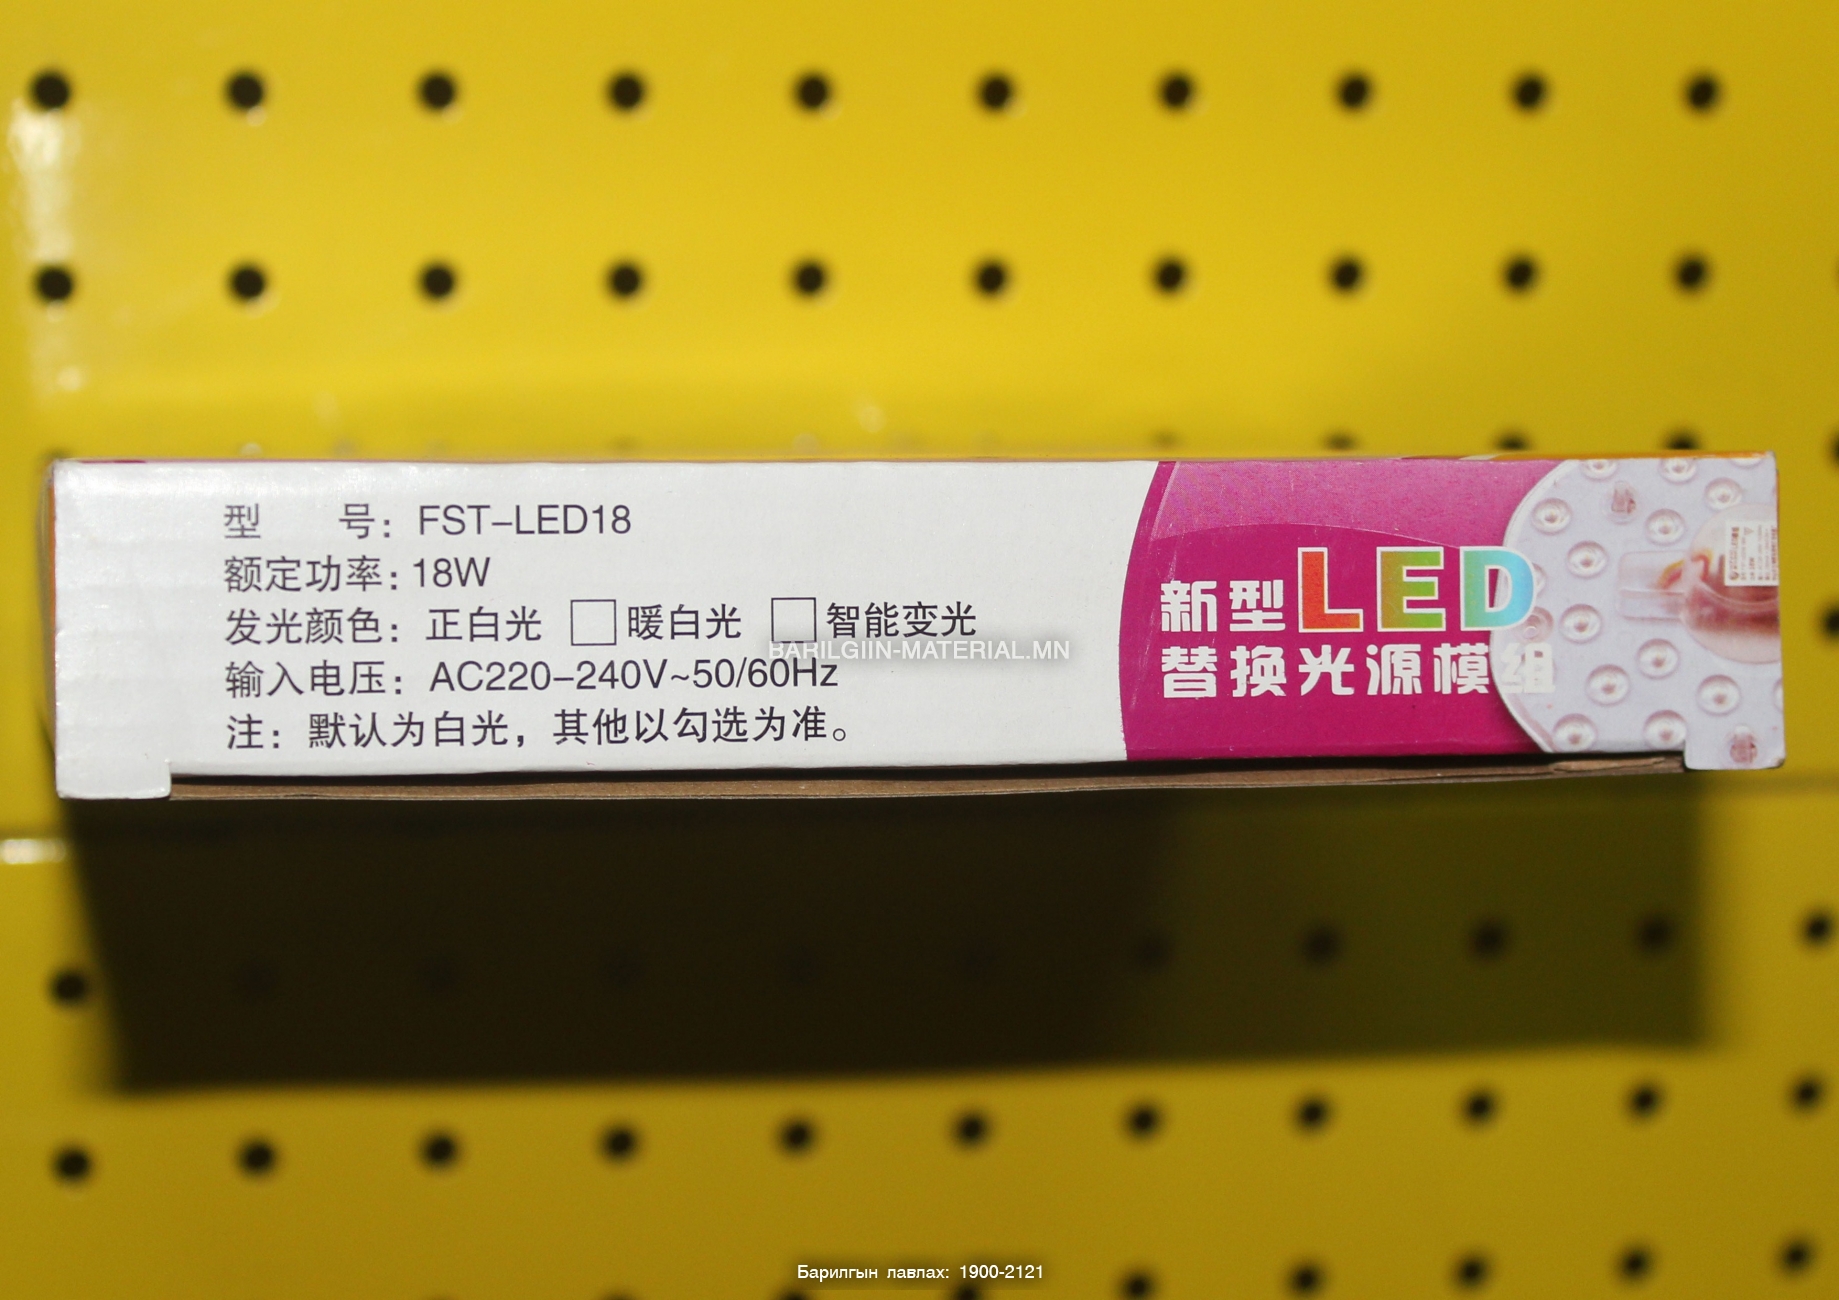 型 号：FST-LED18
额定功率：18W
发光颜色：正白光 □暖白光 □智能变光
输入电压：AC220-240V~50/60Hz
注：默认为白光，其他以勾选为准。
新型LED
替换光源模组
BARILGIIN-MATERIAL.MN
Барилгын лавлах: 1900-2121